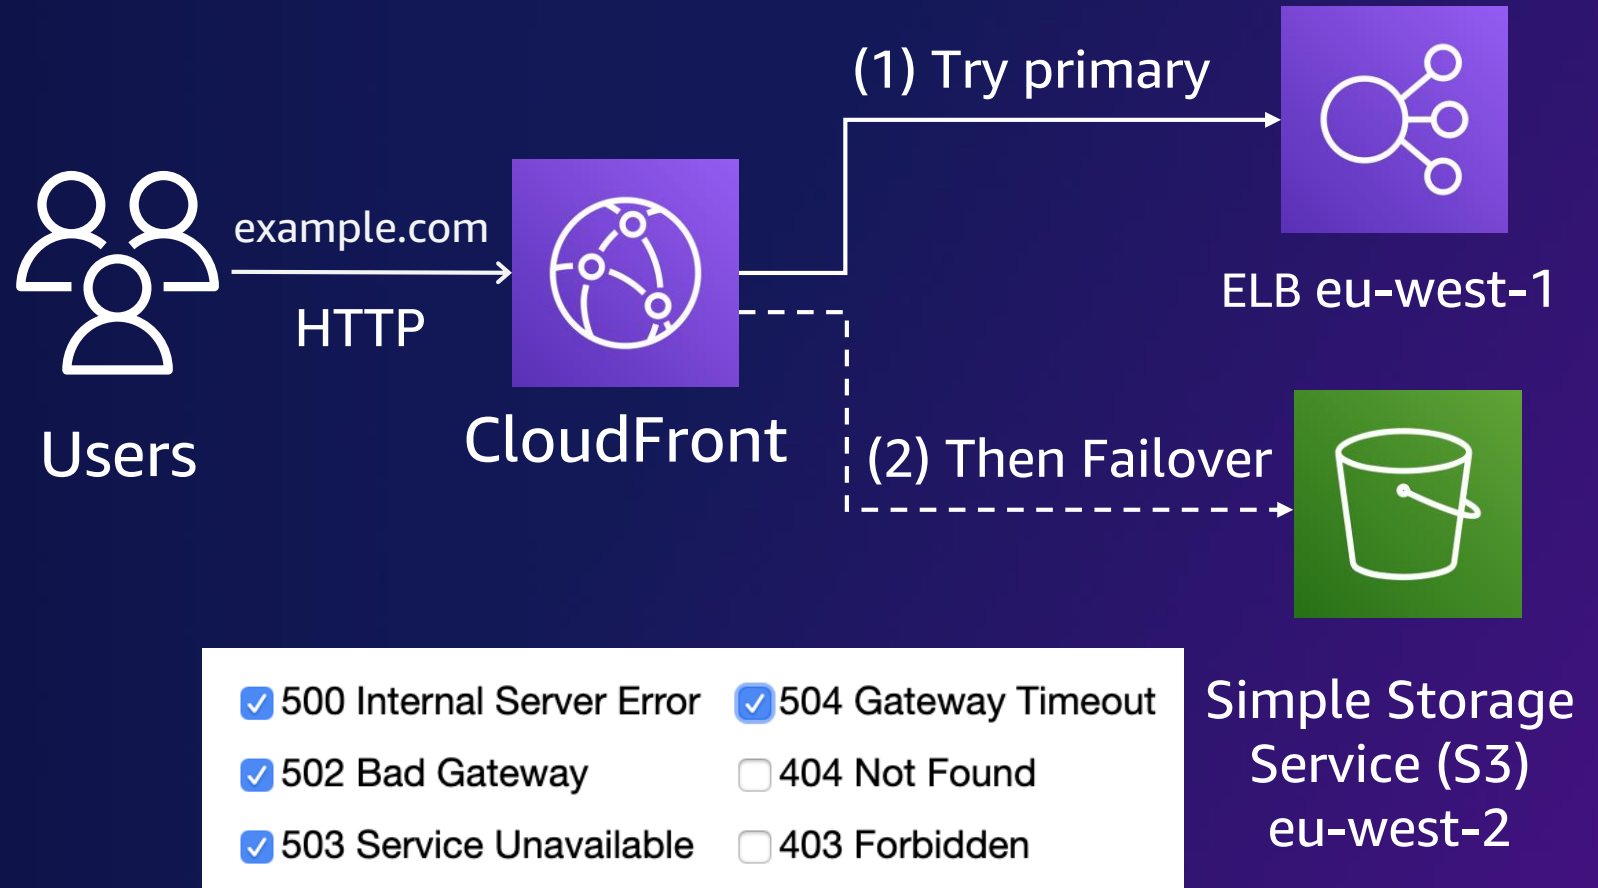 (1) Try primary
example.com
HTTP
ELB eu-west-1
Users
CloudFront
(2) Then Failover
500 Internal Server Error
504 Gateway Timeout
502 Bad Gateway
404 Not Found
503 Service Unavailable
403 Forbidden
Simple Storage
Service (S3)
eu-west-2